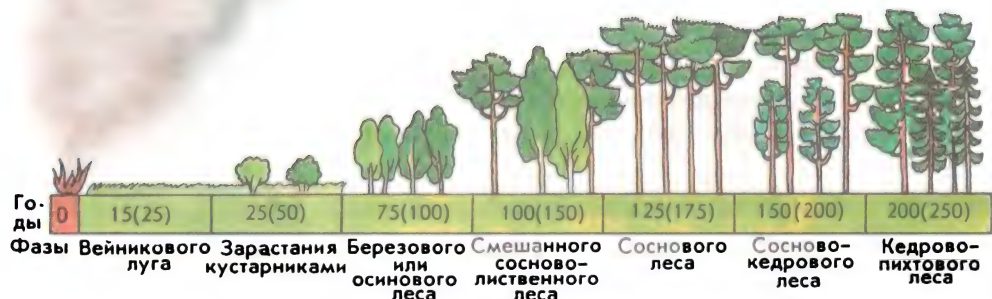 Го-
ды
0 15(25) 25(50) 75(100) 100(150) 125(175) 150(200) 200(250)
Фазы
Вейникового
луга
Зарастания
кустарниками
Березового
или
осинового
леса
Смешанного
сосново-
лиственного
леса
Соснового
леса
Сосново-
кедрового
леса
Кедрово-
пихтового
леса